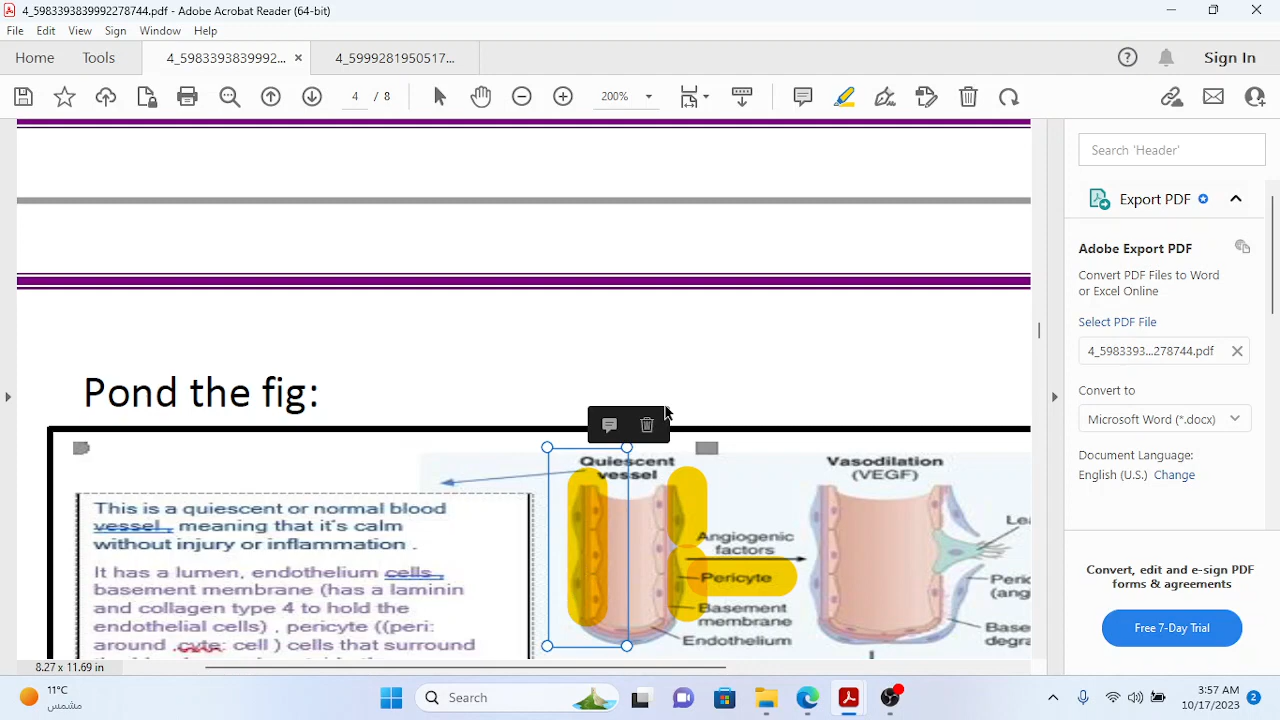 4_5983393839992278744.pdf - Adobe Acrobat Reader (64-bit)
File Edit View Sign Window Help
Home Tools 4_5983393839992... × 4_5999281950517... Sign In
4 / 8 200%
Search 'Header'
Export PDF
Adobe Export PDF
Convert PDF Files to Word
or Excel Online
Select PDF File
4_5983393...278744.pdf
Convert to
Microsoft Word (*.docx)
Document Language:
English (U.S.) Change
Convert, edit and e-sign PDF
forms & agreements
Free 7-Day Trial
Pond the fig:
Quiescent
vessel
Vasodilation
(VEGF)
This is a quiescent or normal blood
vessel , meaning that it's calm
without injury or inflammation .
It has a lumen, endothelium cells ,
basement membrane (has a laminin
and collagen type 4 to hold the
endothelial cells) , pericyte ((peri:
around .cyte: cell ) cells that surround
Angiogenic
factors
Pericyte
Basement
membrane
Endothelium
Lea
Peri
(ang
Base
degra
8.27 x 11.69 in
11°C
مشمس
Search
3:57 AM
10/17/2023
2